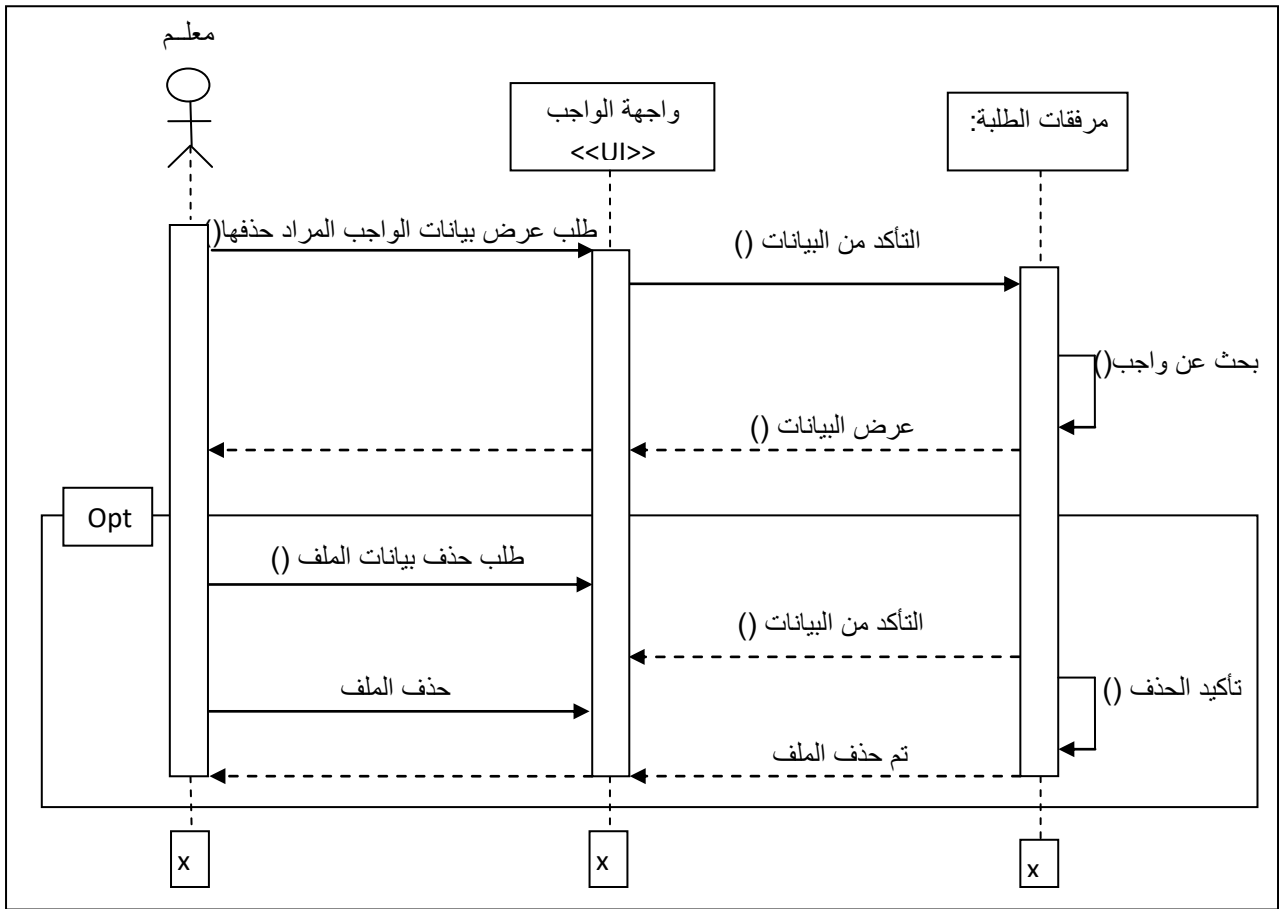 معلــم
واجهة الواجب
<<UI>>
مرفقات الطلبة:
طلب عرض بيانات الواجب المراد حذفها()
التأكد من البيانات ()
بحث عن واجب()
عرض البيانات ()
Opt
طلب حذف بيانات الملف ()
التأكد من البيانات ()
تأكيد الحذف ()
حذف الملف
تم حذف الملف
x
x
x